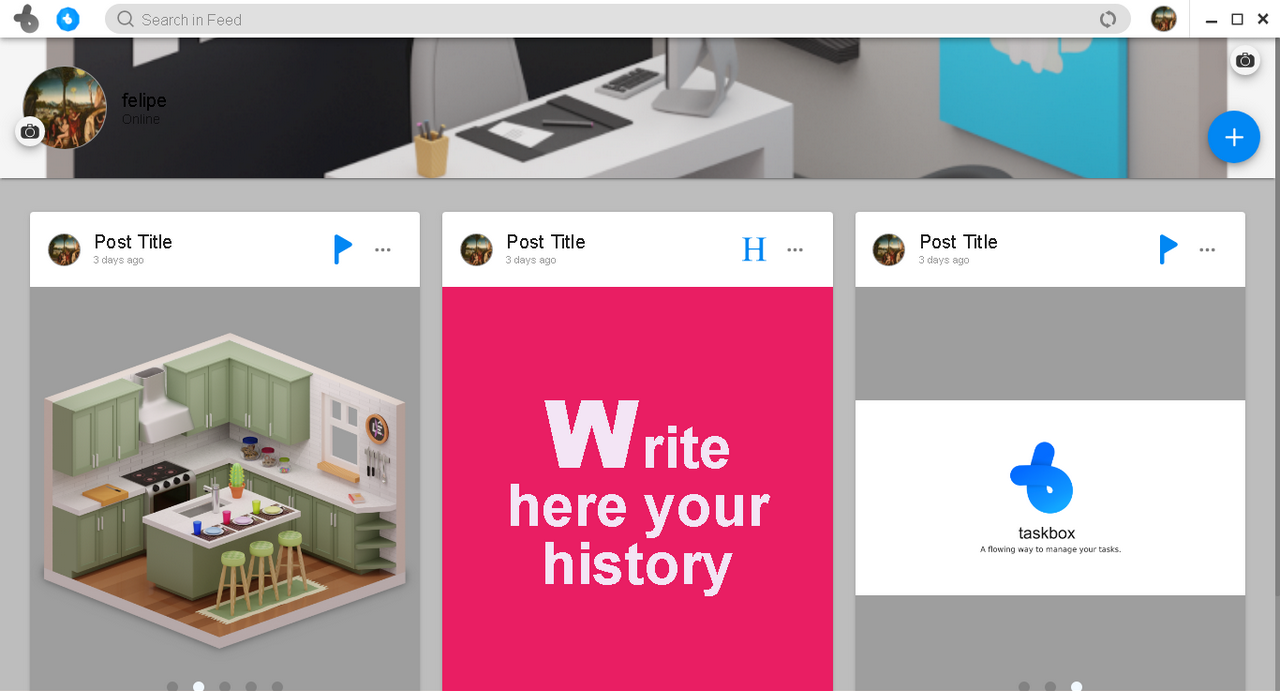 Search in Feed
felipe
Online
Post Title
3 days ago
H
Post Title
3 days ago
Post Title
3 days ago
Write
here your
history
taskbox
A flowing way to manage your tasks.